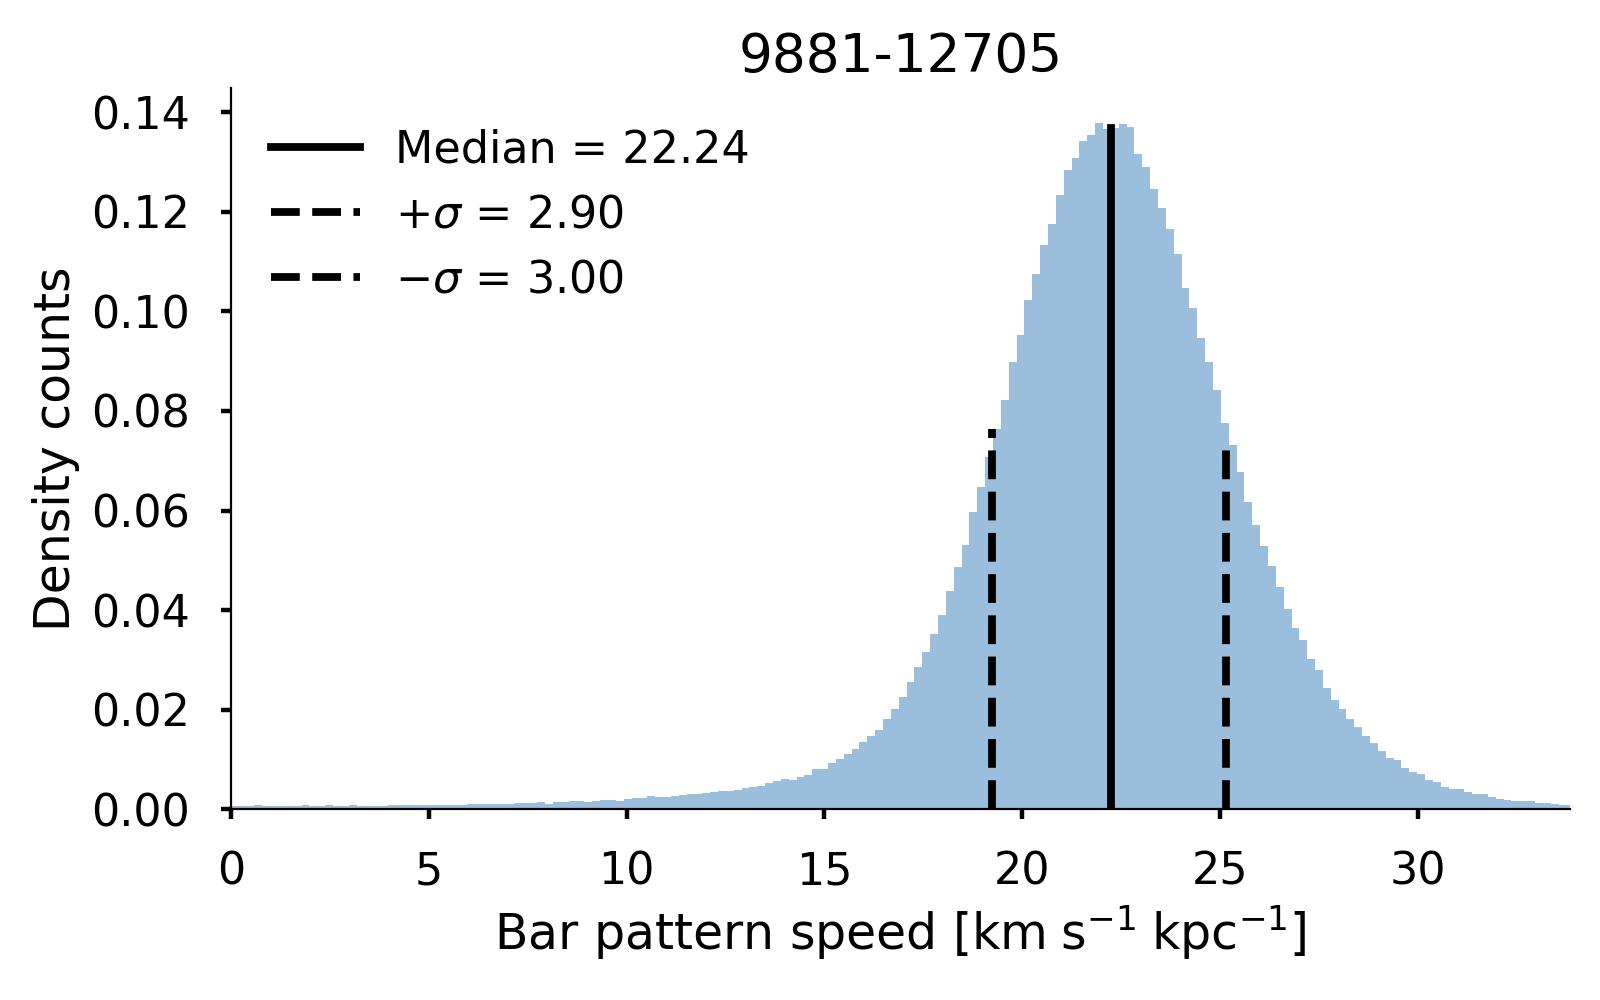 9881-12705
Median = 22.24
+σ = 2.90
−σ = 3.00
Density counts
0.14
0.12
0.10
0.08
0.06
0.04
0.02
0.00
0 5 10 15 20 25 30
Bar pattern speed [km s⁻¹ kpc⁻¹]